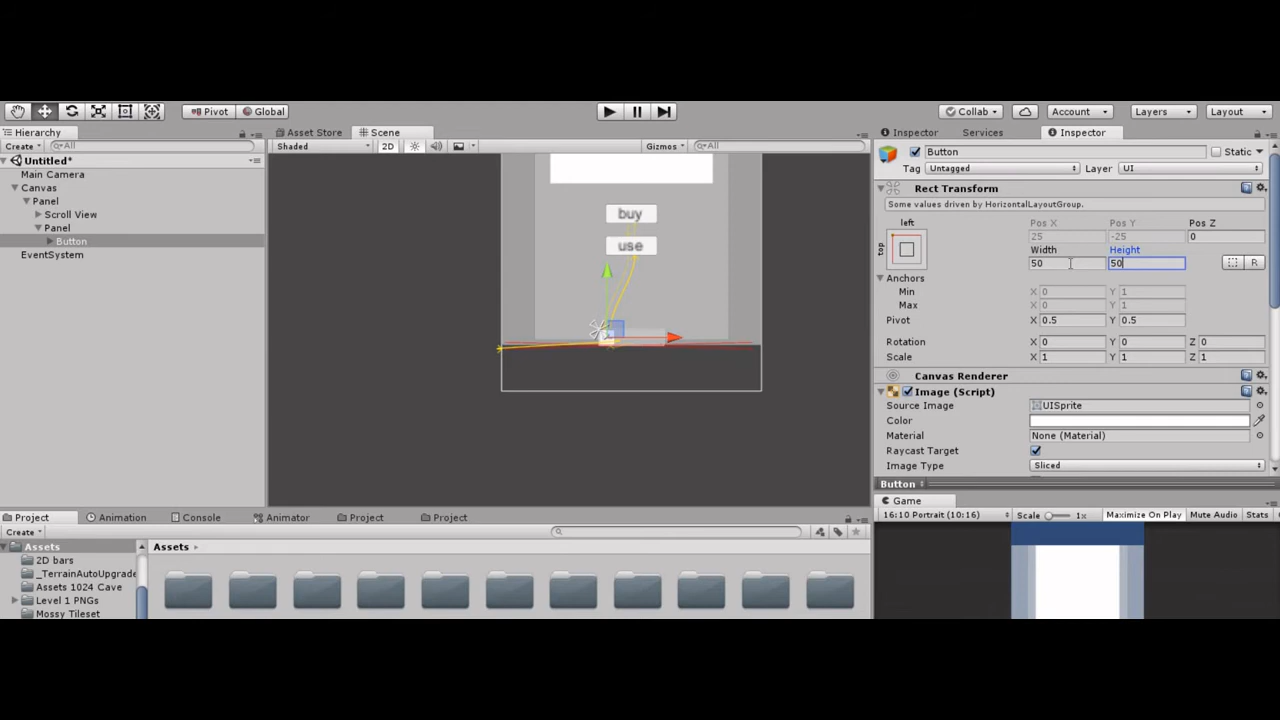 Pivot Global Collab Account Layers Layout
Hierarchy Asset Store Scene Inspector Services Inspector
Create All Shaded 2D Gizmos All Button Static
Untitled* Tag Untagged Layer UI
Main Camera
Canvas Rect Transform
Panel Some values driven by HorizontalLayoutGroup.
Scroll View buy left Pos X Pos Y Pos Z
Panel 25 -25 0
Button use top Width Height
EventSystem 50 50 R
Anchors
Min X 0 Y 1
Max X 0 Y 1
Pivot X 0.5 Y 0.5
Rotation X 0 Y 0 Z 0
Scale X 1 Y 1 Z 1
Canvas Renderer
Image (Script)
Source Image UISprite
Color
Material None (Material)
Raycast Target
Image Type Sliced
Button
Project Animation Console Animator Project Project Game
Create 16:10 Portrait (10:16) Scale 1x Maximize On Play Mute Audio Stats
Assets Assets
2D bars
_TerrainAutoUpgrade
Assets 1024 Cave
Level 1 PNGs
Mossy Tileset